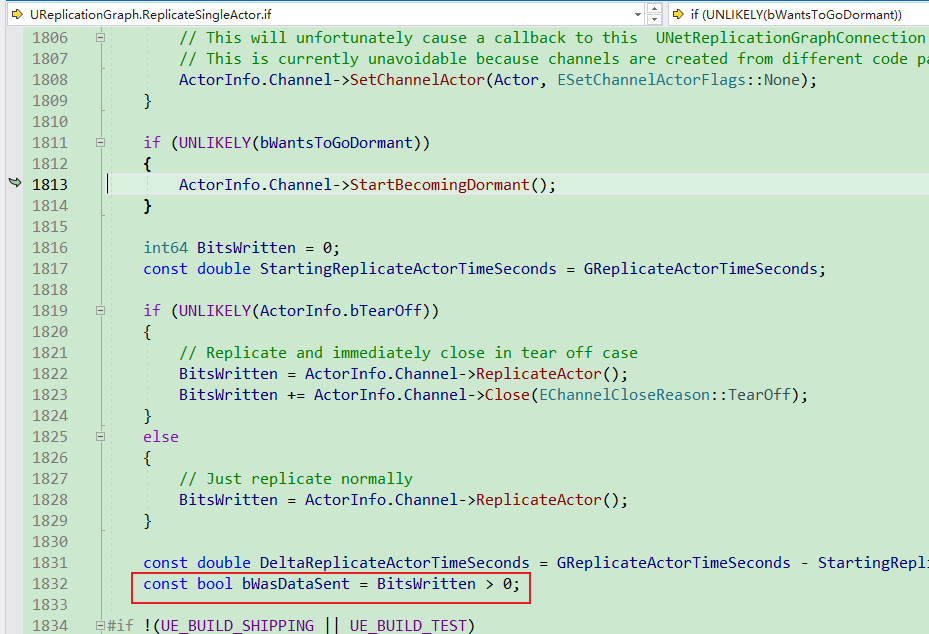 UReplicationGraph.ReplicateSingleActor.if
if (UNLIKELY(bWantsToGoDormant))
1806 // This will unfortunately cause a callback to this  UNetReplicationGraphConnection
1807 // This is currently unavoidable because channels are created from different code
1808 ActorInfo.Channel->SetChannelActor(Actor, ESetChannelActorFlags::None);
1809 }
1810
1811 if (UNLIKELY(bWantsToGoDormant))
1812 {
1813 ActorInfo.Channel->StartBecomingDormant();
1814 }
1815
1816 int64 BitsWritten = 0;
1817 const double StartingReplicateActorTimeSeconds = GReplicateActorTimeSeconds;
1818
1819 if (UNLIKELY(ActorInfo.bTearOff))
1820 {
1821 // Replicate and immediately close in tear off case
1822 BitsWritten = ActorInfo.Channel->ReplicateActor();
1823 BitsWritten += ActorInfo.Channel->Close(EChannelCloseReason::TearOff);
1824 }
1825 else
1826 {
1827 // Just replicate normally
1828 BitsWritten = ActorInfo.Channel->ReplicateActor();
1829 }
1830
1831 const double DeltaReplicateActorTimeSeconds = GReplicateActorTimeSeconds - StartingRepli
1832 const bool bWasDataSent = BitsWritten > 0;
1833
1834 #if !(UE_BUILD_SHIPPING || UE_BUILD_TEST)